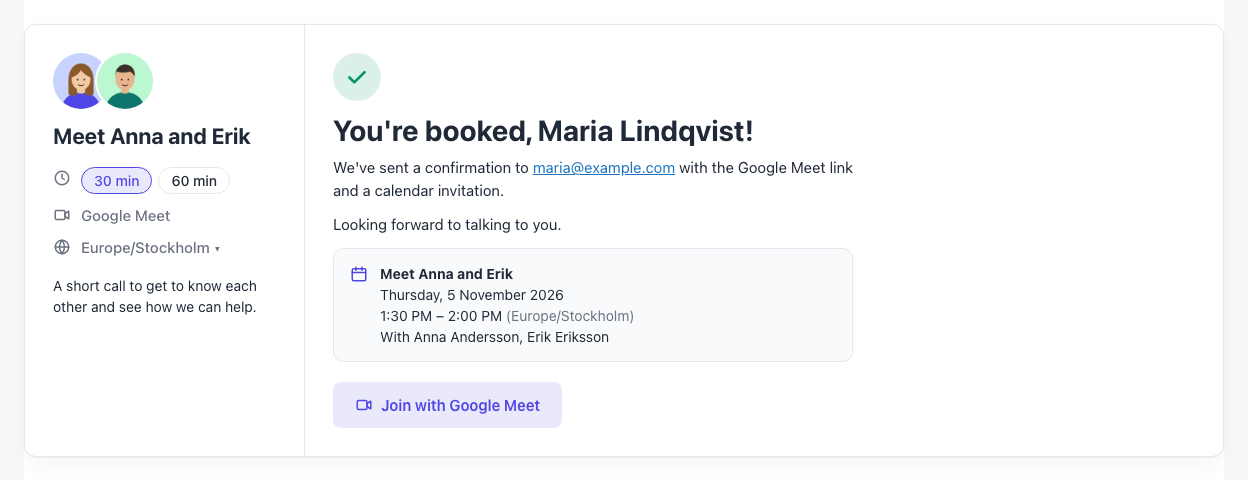 Meet Anna and Erik
30 min 60 min
Google Meet
Europe/Stockholm ▾
A short call to get to know each
other and see how we can help.
You're booked, Maria Lindqvist!
We've sent a confirmation to maria@example.com with the Google Meet link
and a calendar invitation.
Looking forward to talking to you.
Meet Anna and Erik
Thursday, 5 November 2026
1:30 PM – 2:00 PM (Europe/Stockholm)
With Anna Andersson, Erik Eriksson
Join with Google Meet